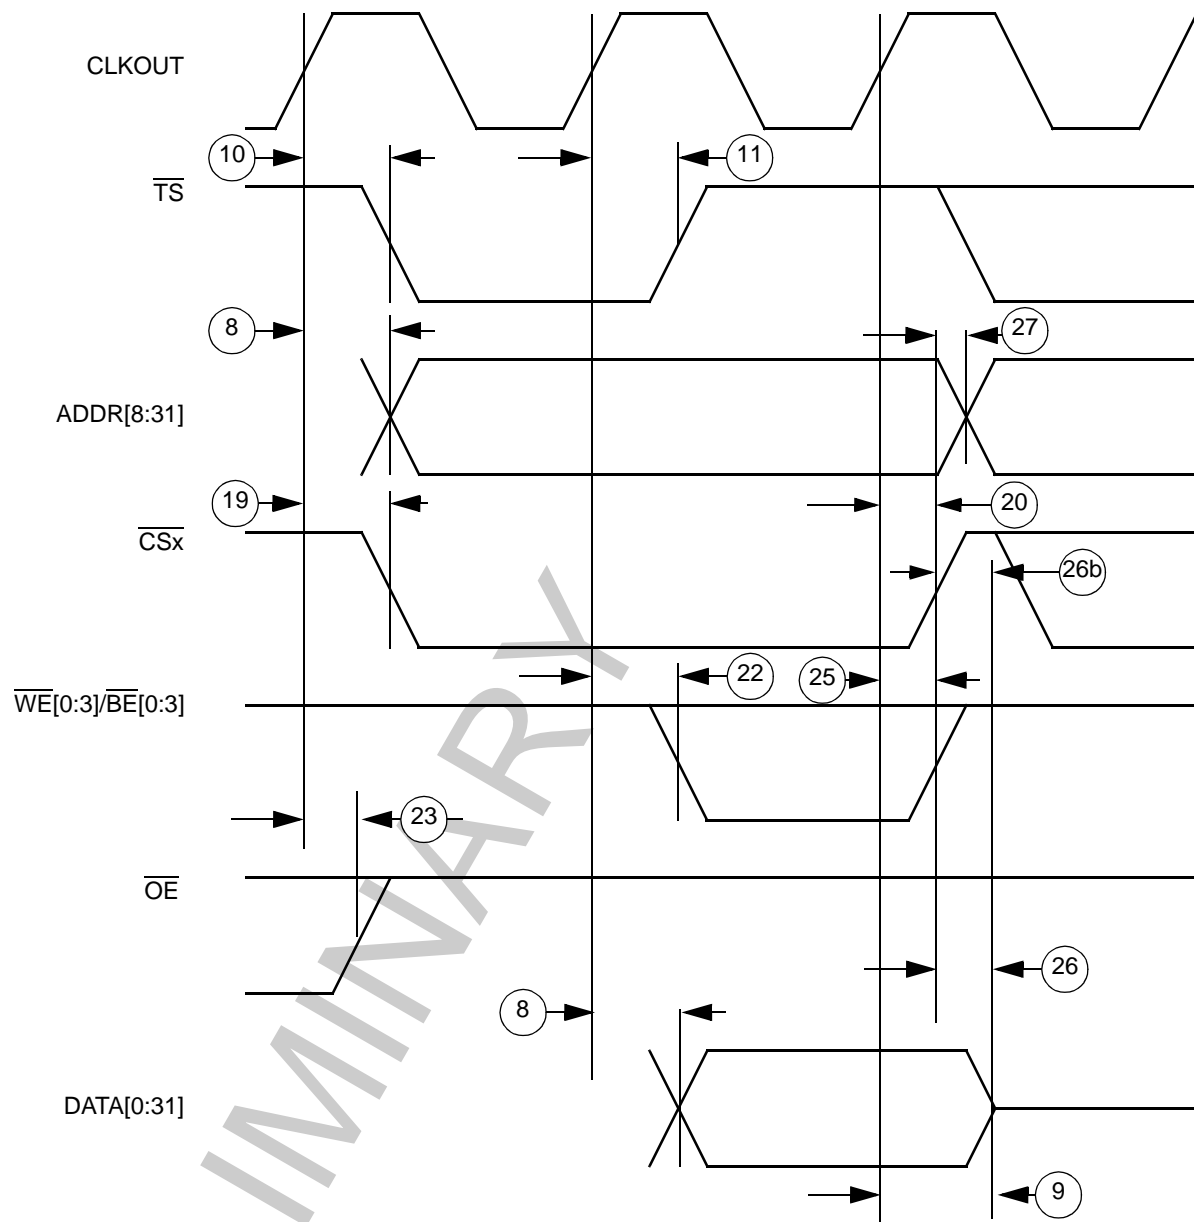 CLKOUT
10
11
TS
8
27
ADDR[8:31]
19
20
CSx
26b
22
25
WE[0:3]/BE[0:3]
23
OE
26
8
DATA[0:31]
9
IMINARY